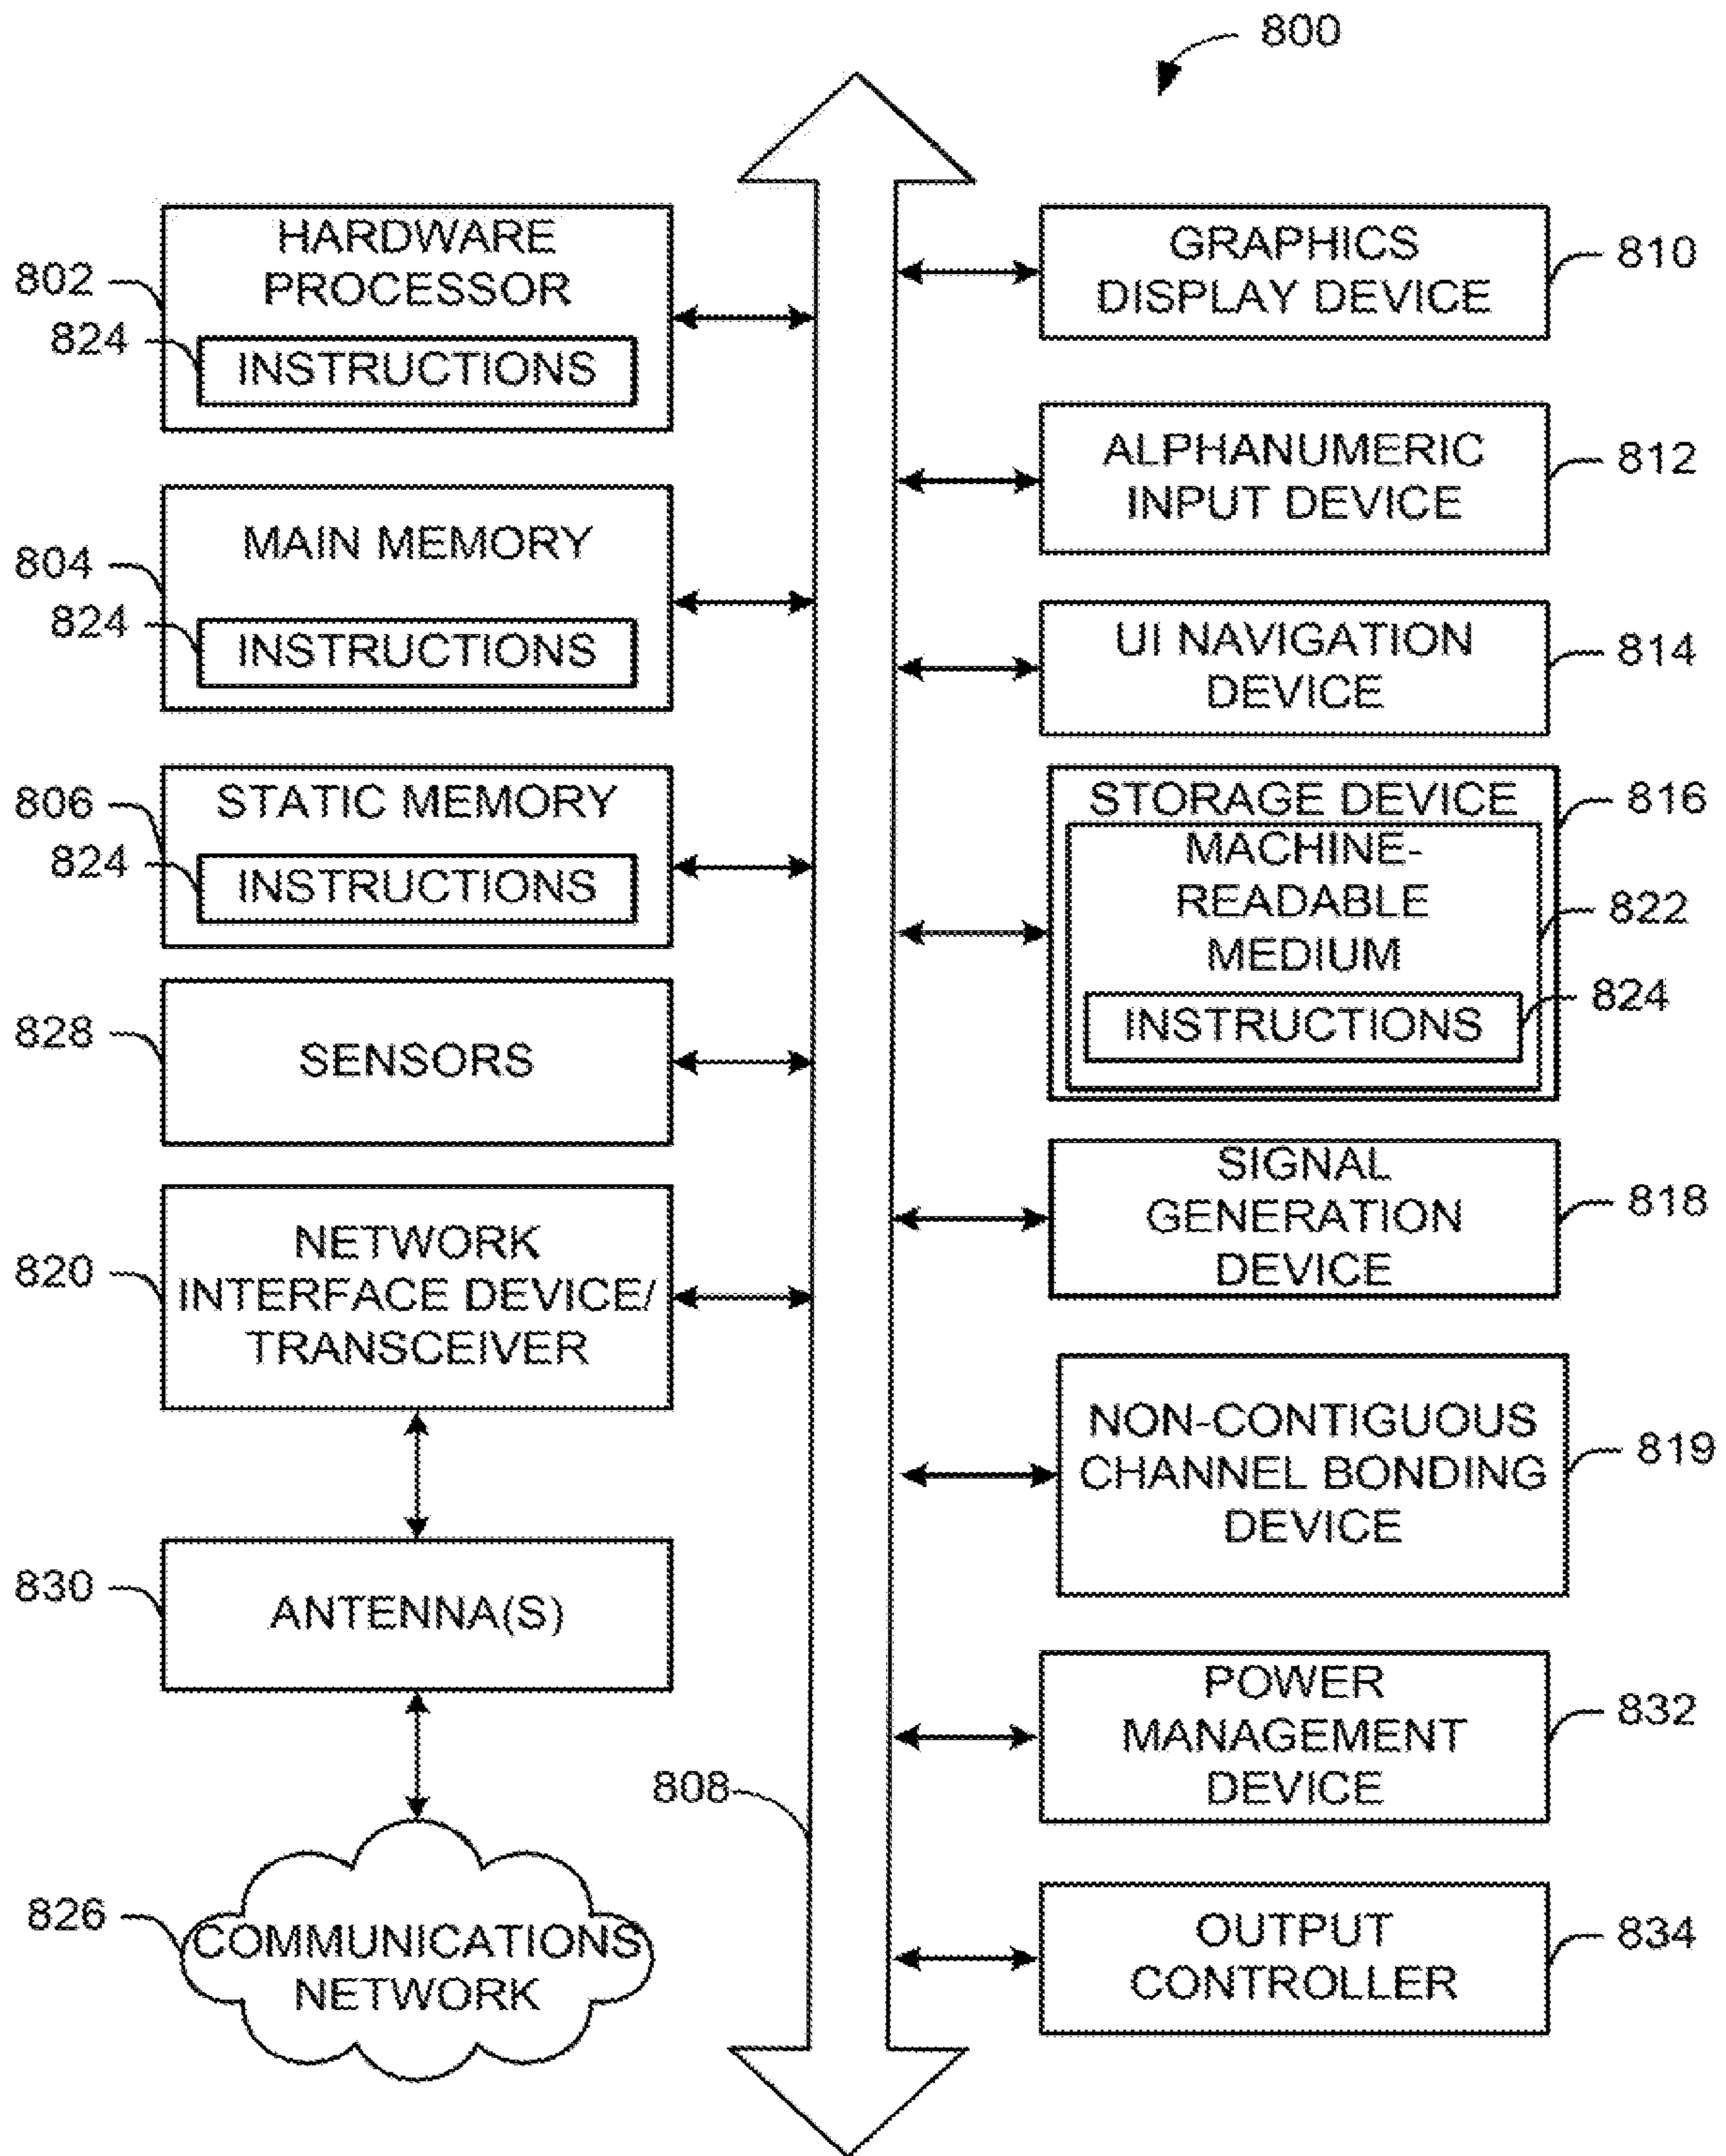 800
HARDWARE
PROCESSOR
802
824
INSTRUCTIONS
MAIN MEMORY
804
824
INSTRUCTIONS
STATIC MEMORY
806
824
INSTRUCTIONS
828
SENSORS
NETWORK
INTERFACE DEVICE/
TRANSCEIVER
820
830
ANTENNA(S)
808
826
COMMUNICATIONS
NETWORK
GRAPHICS
DISPLAY DEVICE
810
ALPHANUMERIC
INPUT DEVICE
812
UI NAVIGATION
DEVICE
814
STORAGE DEVICE
816
MACHINE-
READABLE
MEDIUM
822
824
INSTRUCTIONS
SIGNAL
GENERATION
DEVICE
818
NON-CONTIGUOUS
CHANNEL BONDING
DEVICE
819
POWER
MANAGEMENT
DEVICE
832
OUTPUT
CONTROLLER
834